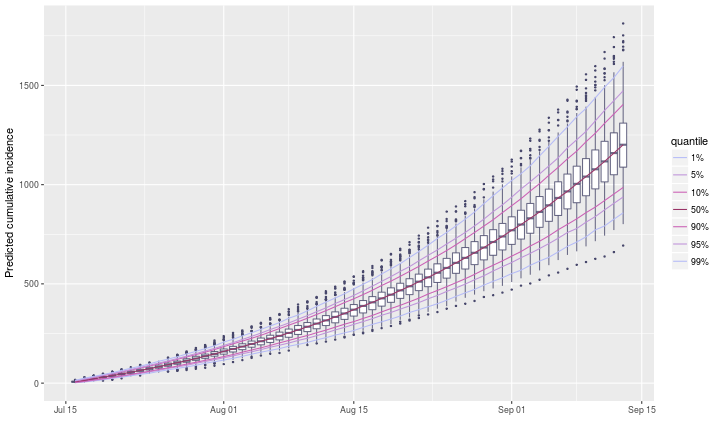 Predicted cumulative incidence
1500
1000
500
0
Jul 15
Aug 01
Aug 15
Sep 01
Sep 15
quantile
1%
5%
10%
50%
90%
95%
99%